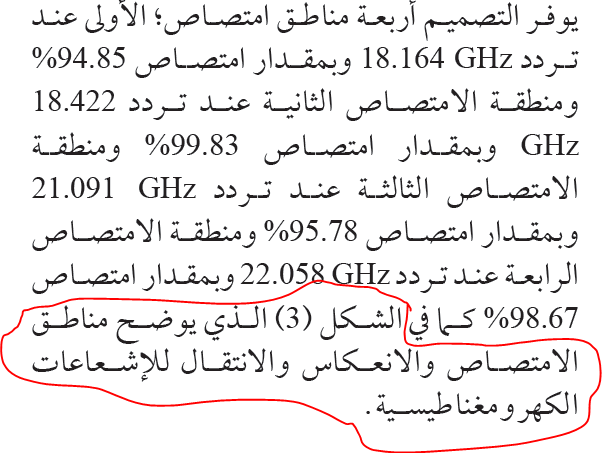 يوفر التصميم أربعة مناطق امتصاص؛ الأولى عند
تردد 18.164 GHz وبمقدار امتصاص 94.85%
ومنطقة الامتصاص الثانية عند تردد 18.422
GHz وبمقدار امتصاص 99.83% ومنطقة
الامتصاص الثالثة عند تردد 21.091 GHz
وبمقدار امتصاص 95.78% ومنطقة الامتصاص
الرابعة عند تردد 22.058 GHz وبمقدار امتصاص
98.67% كما في الشكل (3) الذي يوضح مناطق
الامتصاص والانعكاس والانتقال للإشعاعات
الكهرومغناطيسية.